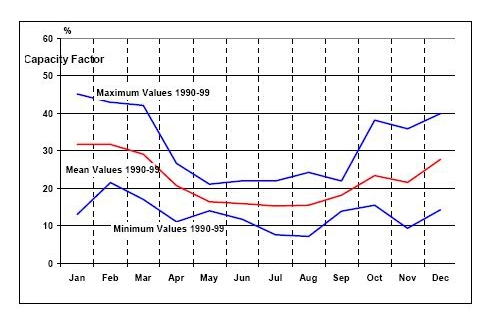 %
60
Capacity Factor
50
Maximum Values 1990-99
40
30
Mean Values 1990-99
20
Minimum Values 1990-99
10
0
Jan Feb Mar Apr May Jun Jul Aug Sep Oct Nov Dec